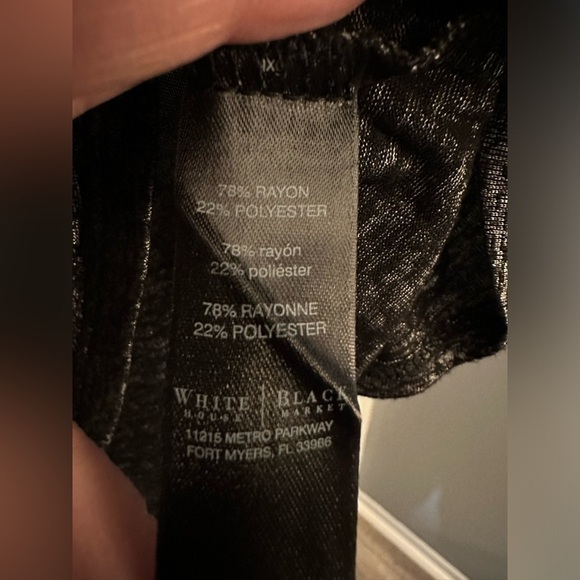 IX
78% RAYON
22% POLYESTER
78% rayón
22% poliéster
78% RAYONNE
22% POLYESTER
WHITE | BLACK
HOUSE | MARKET
11215 METRO PARKWAY
FORT MYERS, FL 33966